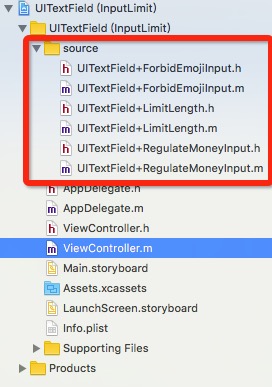 UITextField (InputLimit)
UITextField (InputLimit)
source
h UITextField+ForbidEmojiInput.h
m UITextField+ForbidEmojiInput.m
h UITextField+LimitLength.h
m UITextField+LimitLength.m
h UITextField+RegulateMoneyInput.h
m UITextField+RegulateMoneyInput.m
h AppDelegate.h
m AppDelegate.m
h ViewController.h
m ViewController.m
Main.storyboard
Assets.xcassets
LaunchScreen.storyboard
Info.plist
Supporting Files
Products